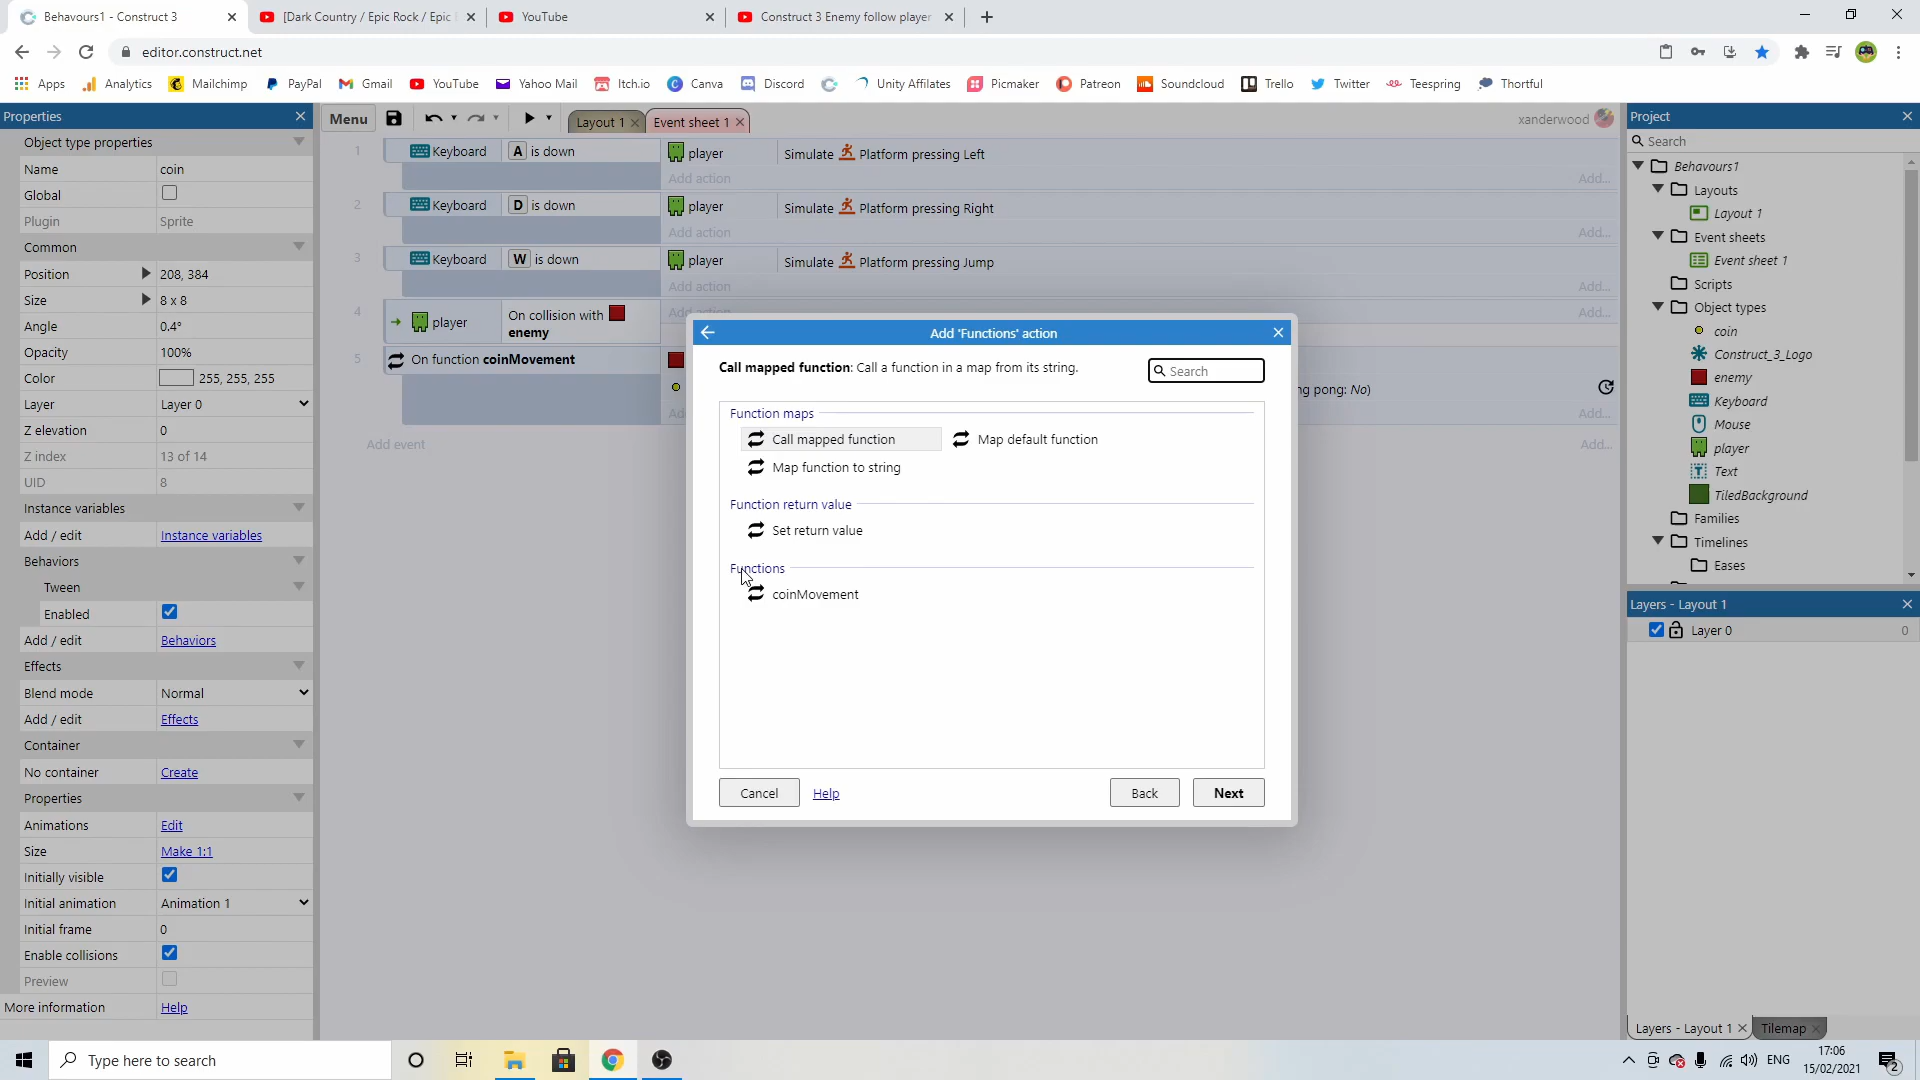 Behavours1 - Construct 3
[Dark Country / Epic Rock / Epic
YouTube
Construct 3 Enemy follow player
editor.construct.net
Apps
Analytics
Mailchimp
PayPal
Gmail
YouTube
Yahoo Mail
Itch.io
Canva
Discord
Unity Affilates
Picmaker
Patreon
Soundcloud
Trello
Twitter
Teespring
Thortful
Properties
Object type properties
Name coin
Global
Plugin Sprite
Common
Position 208, 384
Size 8 x 8
Angle 0.4°
Opacity 100%
Color 255, 255, 255
Layer Layer 0
Z elevation 0
Z index 13 of 14
UID 8
Instance variables
Add / edit Instance variables
Behaviors
Tween
Enabled
Add / edit Behaviors
Effects
Blend mode Normal
Add / edit Effects
Container
No container Create
Properties
Animations Edit
Size Make 1:1
Initially visible
Initial animation Animation 1
Initial frame 0
Enable collisions
Preview
More information Help
Menu
Layout 1
Event sheet 1
xanderwood
1 Keyboard A is down player Simulate Platform pressing Left
Add action Add...
2 Keyboard D is down player Simulate Platform pressing Right
Add action Add...
3 Keyboard W is down player Simulate Platform pressing Jump
Add action Add...
4 player On collision with enemy Add action Add...
5 On function coinMovement
ng pong: No)
Add...
Add event Add...
Add 'Functions' action
Call mapped function: Call a function in a map from its string.
Search
Function maps
Call mapped function
Map default function
Map function to string
Function return value
Set return value
Functions
coinMovement
Cancel
Help
Back
Next
Project
Search
Behavours1
Layouts
Layout 1
Event sheets
Event sheet 1
Scripts
Object types
coin
Construct_3_Logo
enemy
Keyboard
Mouse
player
Text
TiledBackground
Families
Timelines
Eases
Layers - Layout 1
Layer 0 0
Layers - Layout 1
Tilemap
Type here to search
ENG
17:06
15/02/2021
2